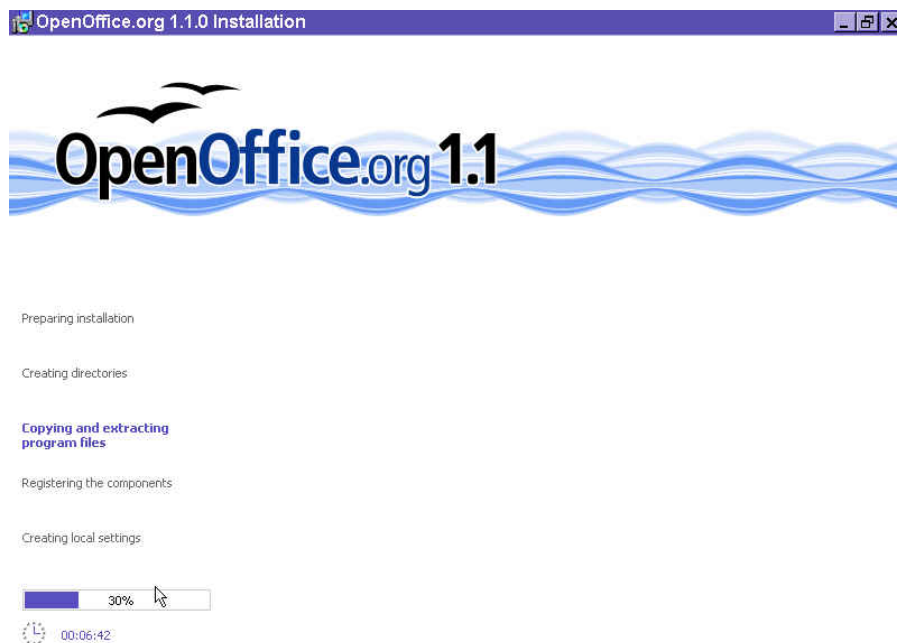 OpenOffice.org 1.1.0 Installation
OpenOffice.org 1.1
Preparing installation
Creating directories
Copying and extracting
program files
Registering the components
Creating local settings
30%
00:06:42